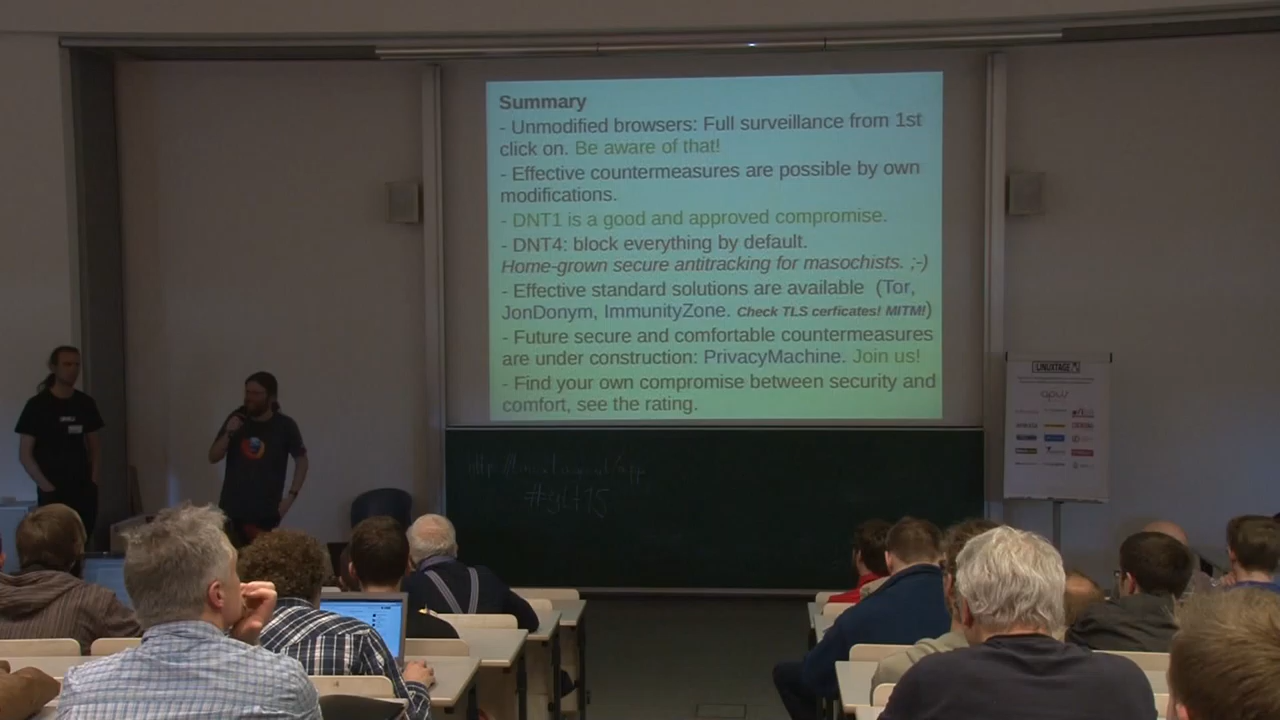 Summary
- Unmodified browsers: Full surveillance from 1st
click on. Be aware of that!
- Effective countermeasures are possible by own
modifications.
- DNT1 is a good and approved compromise.
- DNT4: block everything by default.
Home-grown secure antitracking for masochists. ;-)
- Effective standard solutions are available (Tor,
JonDonym, ImmunityZone. Check TLS cerficates! MITM!)
- Future secure and comfortable countermeasures
are under construction: PrivacyMachine. Join us!
- Find your own compromise between security and
comfort, see the rating.
LINUXTAGE
#glt15